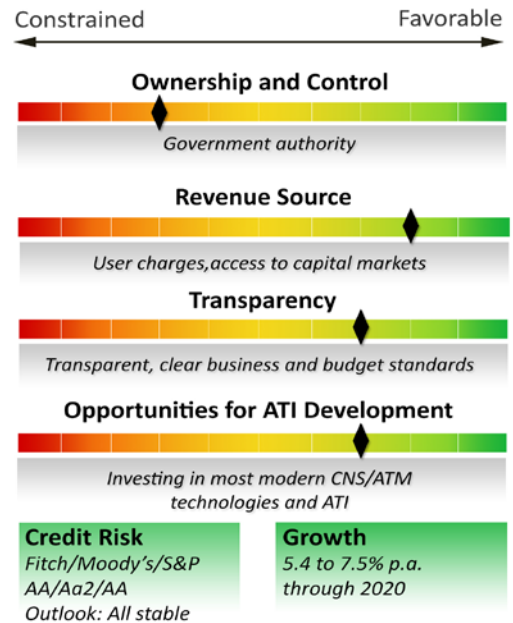 Constrained Favorable
Ownership and Control
Government authority
Revenue Source
User charges,access to capital markets
Transparency
Transparent, clear business and budget standards
Opportunities for ATI Development
Investing in most modern CNS/ATM
technologies and ATI
Credit Risk
Fitch/Moody's/S&P
AA/Aa2/AA
Outlook: All stable
Growth
5.4 to 7.5% p.a.
through 2020